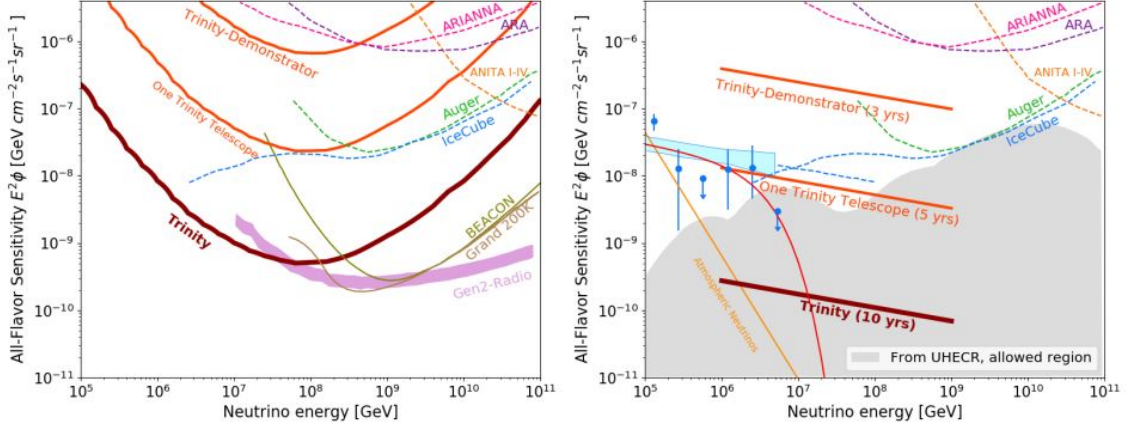 All-Flavor Sensitivity E²ϕ [GeV cm⁻²s⁻¹sr⁻¹]
10⁻⁶
10⁻⁷
10⁻⁸
10⁻⁹
10⁻¹⁰
10⁻¹¹
Trinity-Demonstrator
ARIANNA
ARA
ANITA I-IV
One Trinity Telescope
Auger
IceCube
Trinity
BEACON
Grand 200K
Gen2-Radio
10⁵
10⁶
10⁷
10⁸
10⁹
10¹⁰
10¹¹
Neutrino energy [GeV]
All-Flavor Sensitivity E²ϕ [GeV cm⁻²s⁻¹sr⁻¹]
10⁻⁶
10⁻⁷
10⁻⁸
10⁻⁹
10⁻¹⁰
10⁻¹¹
ARIANNA
ARA
ANITA I-IV
Trinity-Demonstrator (3 yrs)
Auger
IceCube
One Trinity Telescope (5 yrs)
Atmospheric Neutrinos
Trinity (10 yrs)
From UHECR, allowed region
10⁵
10⁶
10⁷
10⁸
10⁹
10¹⁰
10¹¹
Neutrino energy [GeV]